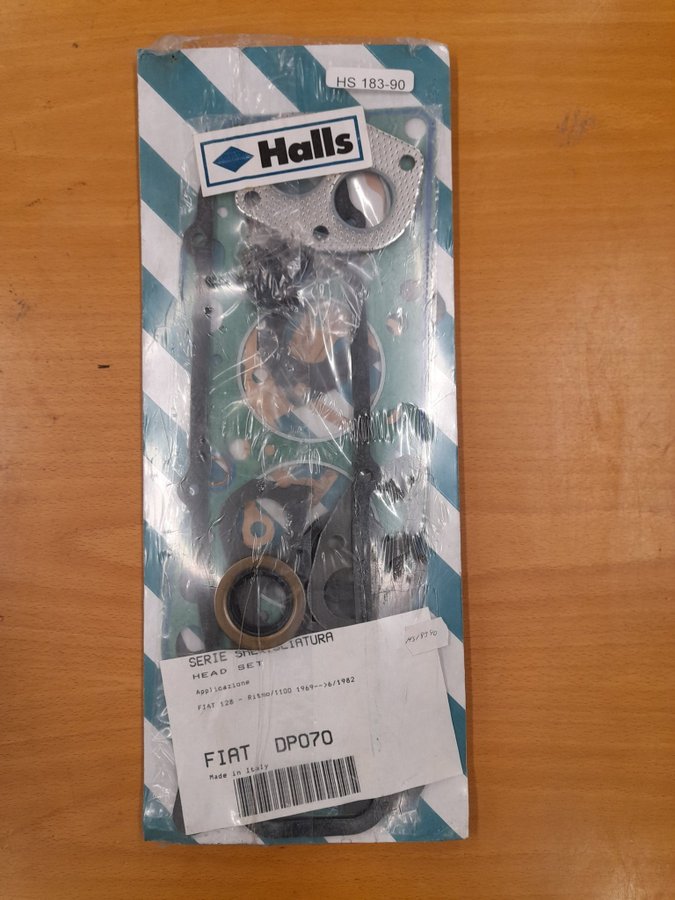 HS 183-90
Halls
SERIE SMERIGLIATURA
HEAD SET
Applicazione
FIAT 128 - Ritmo/1100 1969-->6/1982
FIAT DP070
Made in Italy